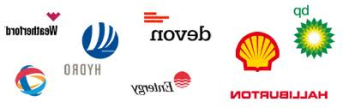 Weatherford
devon
bp
HYDRO
Entergy
HALLIBURTON